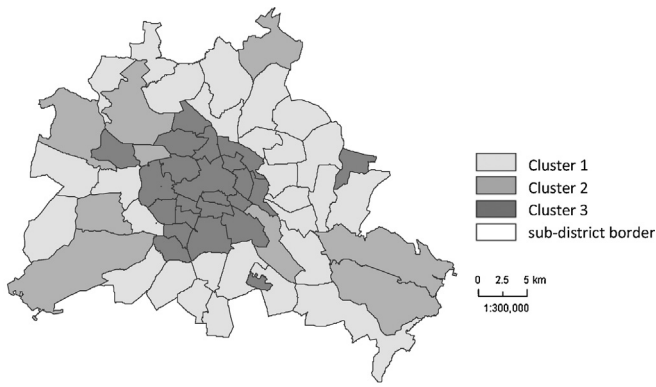 Cluster 1
Cluster 2
Cluster 3
sub-district border
0 2.5 5 km
1:300,000